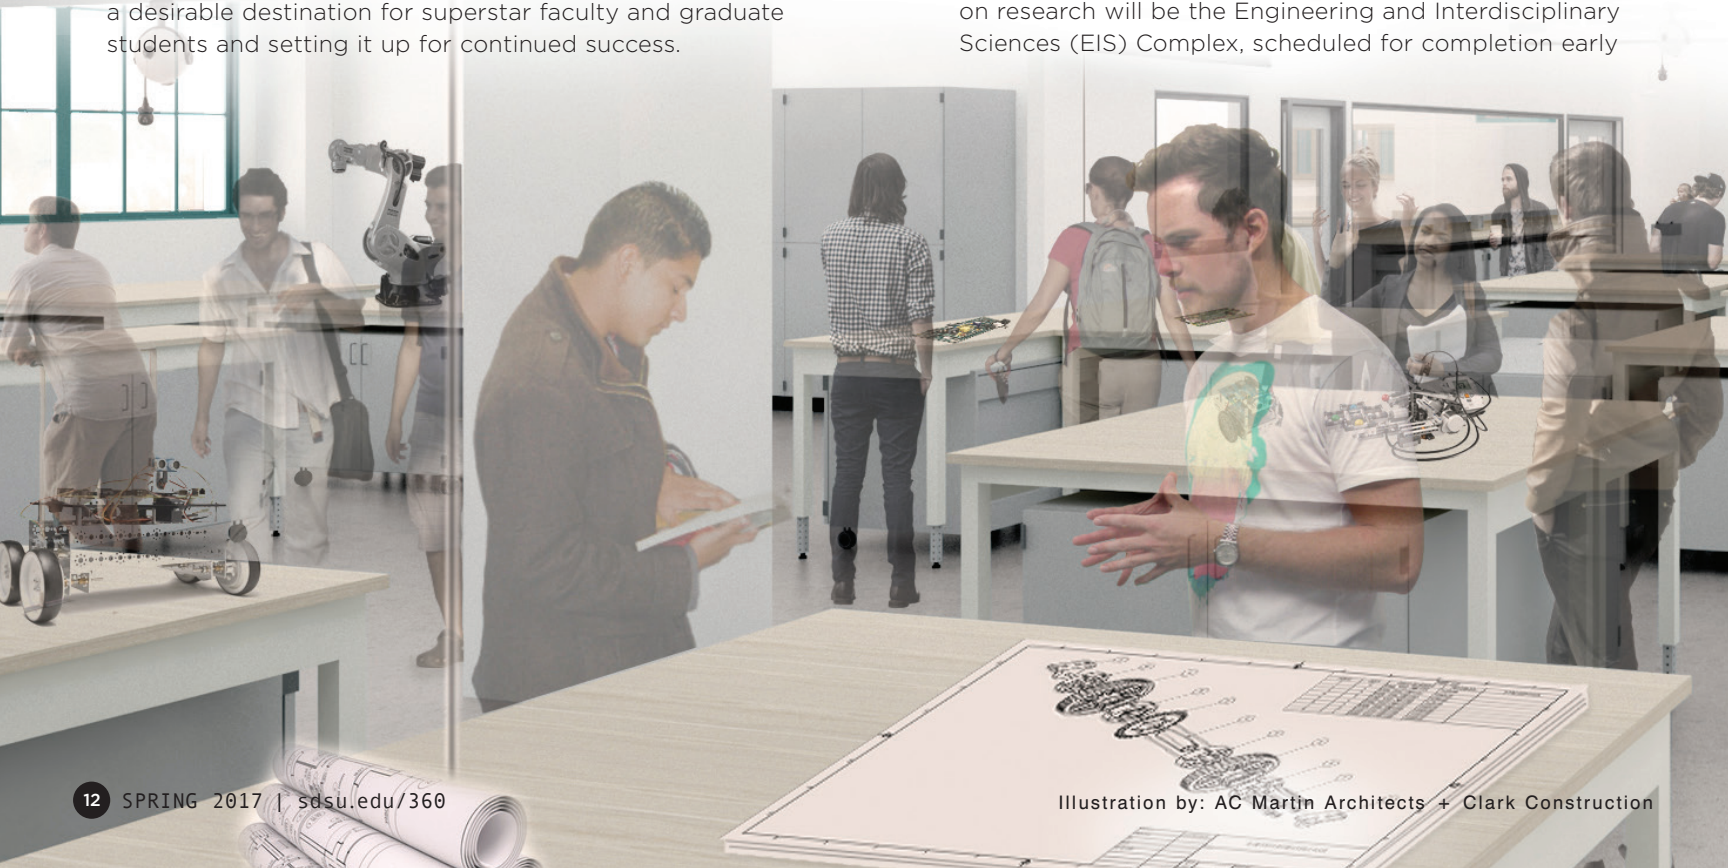 a desirable destination for superstar faculty and graduate
students and setting it up for continued success.
on research will be the Engineering and Interdisciplinary
Sciences (EIS) Complex, scheduled for completion early
12 SPRING 2017 | sdsu.edu/360
Illustration by: AC Martin Architects + Clark Construction